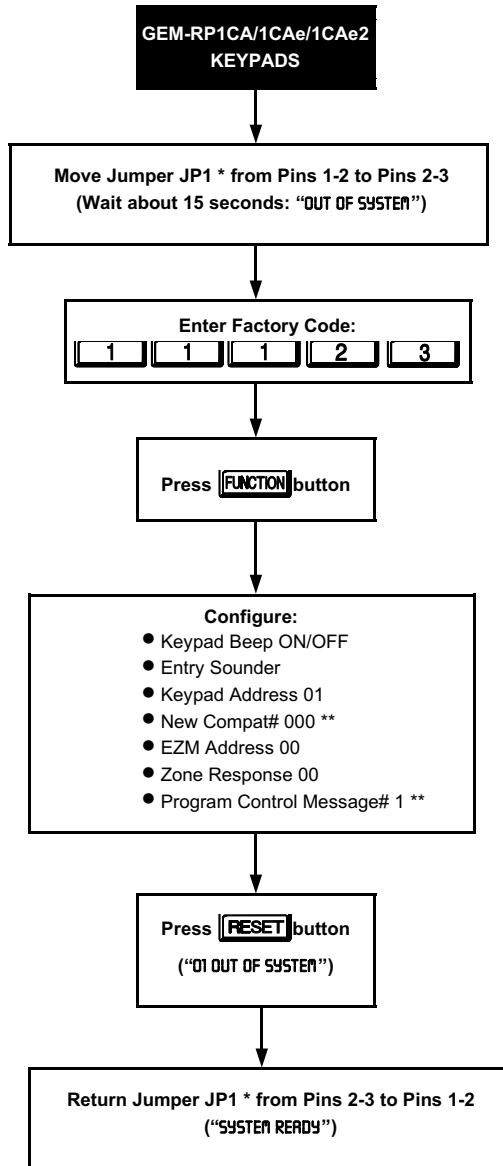 GEM-RP1CA/1CAe/1CAe2
KEYPADS
Move Jumper JP1 * from Pins 1-2 to Pins 2-3
(Wait about 15 seconds: “OUT OF SYSTEM”)
Enter Factory Code:
1 1 1 2 3
Press FUNCTION button
Configure:
● Keypad Beep ON/OFF
● Entry Sounder
● Keypad Address 01
● New Compat# 000 **
● EZM Address 00
● Zone Response 00
● Program Control Message# 1 **
Press RESET button
(“01 OUT OF SYSTEM”)
Return Jumper JP1 * from Pins 2-3 to Pins 1-2
(“SYSTEM READY”)